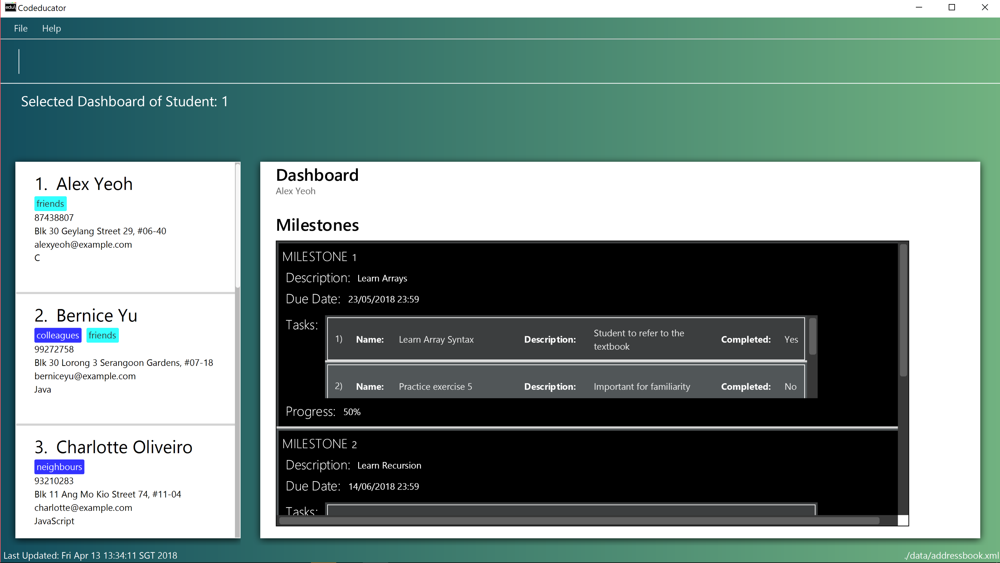 edu:\ Codeducator
File Help
Selected Dashboard of Student: 1
1. Alex Yeoh
friends
87438807
Blk 30 Geylang Street 29, #06-40
alexyeoh@example.com
C
2. Bernice Yu
colleagues friends
99272758
Blk 30 Lorong 3 Serangoon Gardens, #07-18
berniceyu@example.com
Java
3. Charlotte Oliveiro
neighbours
93210283
Blk 11 Ang Mo Kio Street 74, #11-04
charlotte@example.com
JavaScript
Dashboard
Alex Yeoh
Milestones
MILESTONE 1
Description: Learn Arrays
Due Date: 23/05/2018 23:59
Tasks:
1) Name: Learn Array Syntax Description: Student to refer to the
textbook Completed: Yes
2) Name: Practice exercise 5 Description: Important for familiarity Completed: No
Progress: 50%
MILESTONE 2
Description: Learn Recursion
Due Date: 14/06/2018 23:59
Tasks:
Last Updated: Fri Apr 13 13:34:11 SGT 2018
./data/addressbook.xml